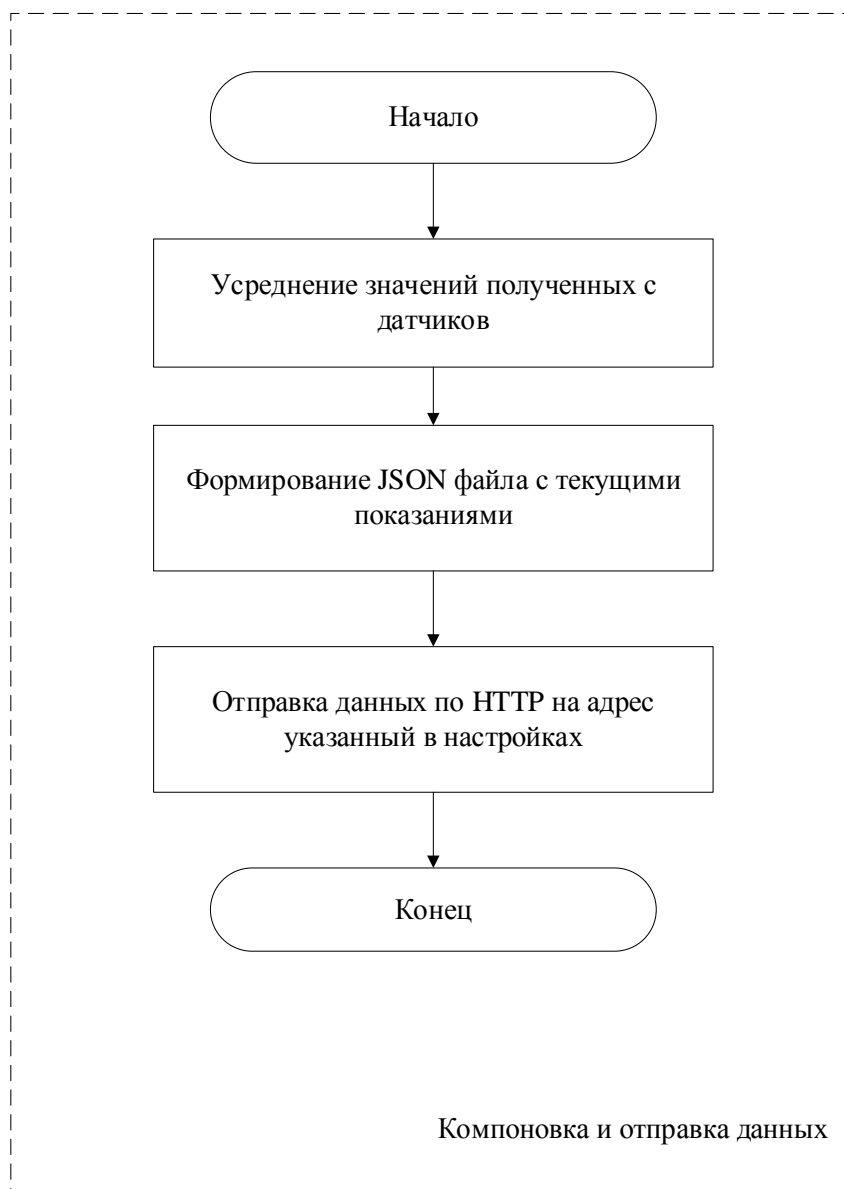 Начало
Усреднение значений полученных с
датчиков
Формирование JSON файла с текущими
показаниями
Отправка данных по HTTP на адрес
указанный в настройках
Конец
Компоновка и отправка данных